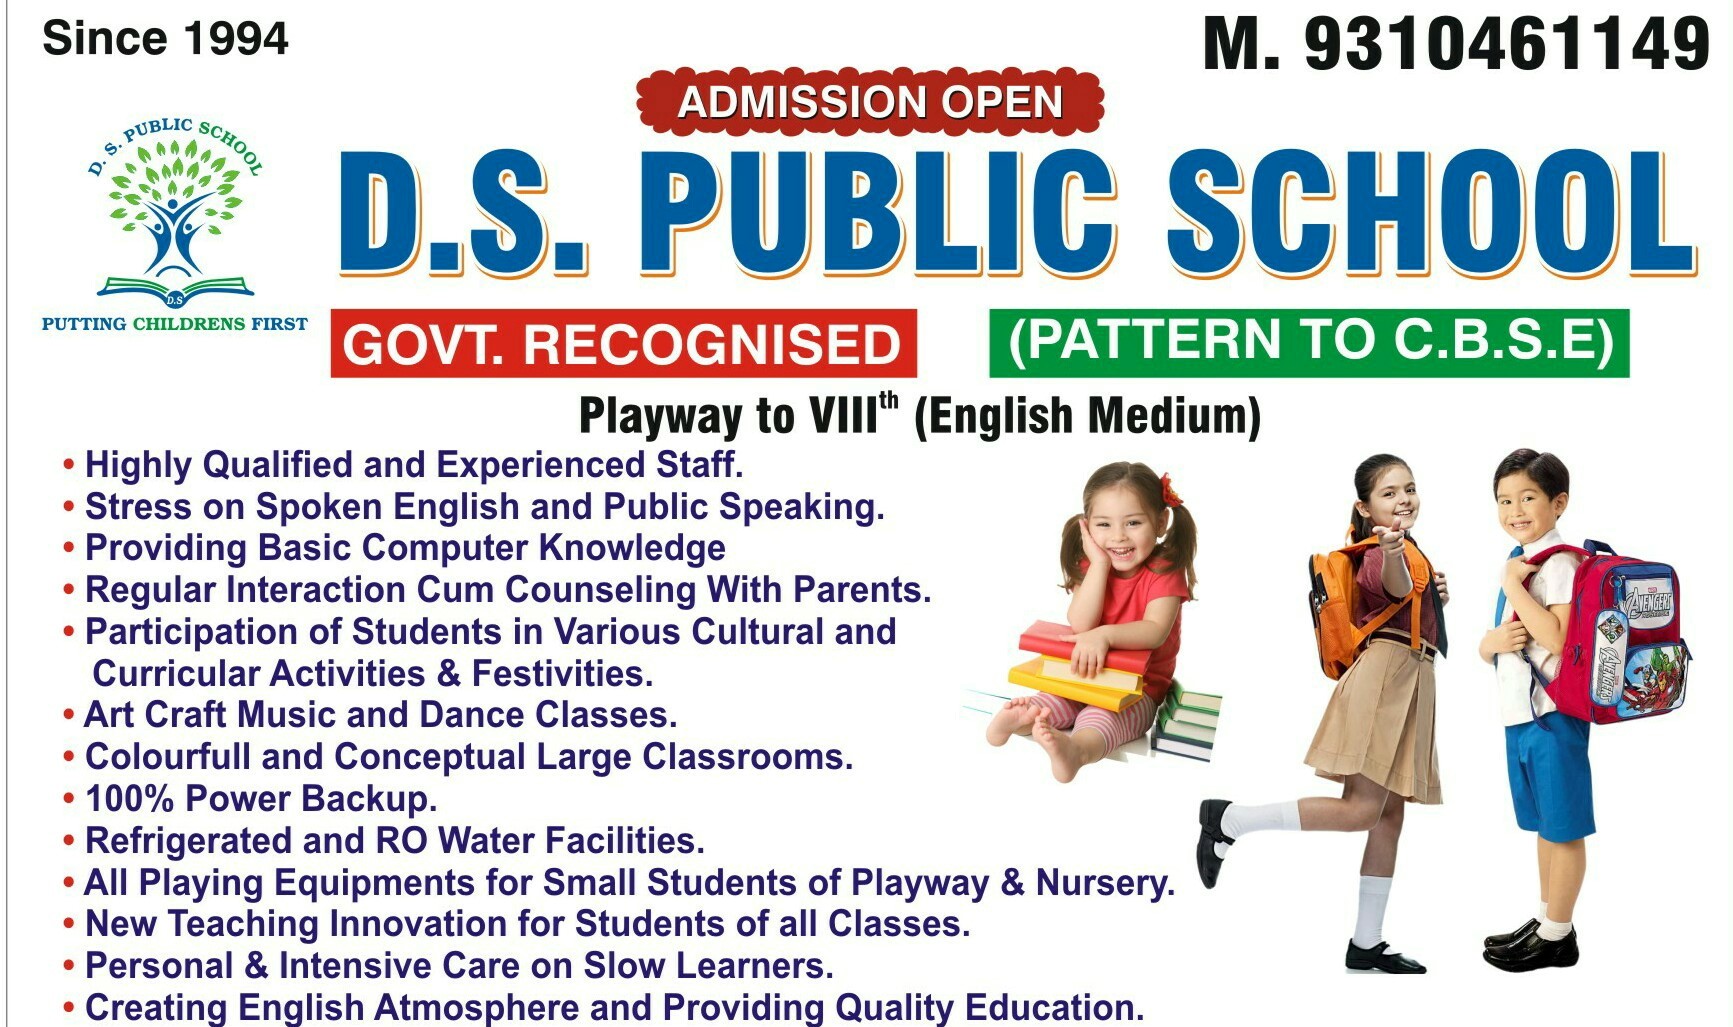 Since 1994
M. 9310461149
ADMISSION OPEN
D. S. PUBLIC SCHOOL
D.S
PUTTING CHILDRENS FIRST
D.S. PUBLIC SCHOOL
GOVT. RECOGNISED
(PATTERN TO C.B.S.E)
Playway to VIIIth (English Medium)
• Highly Qualified and Experienced Staff.
• Stress on Spoken English and Public Speaking.
• Providing Basic Computer Knowledge
• Regular Interaction Cum Counseling With Parents.
• Participation of Students in Various Cultural and
Curricular Activities & Festivities.
• Art Craft Music and Dance Classes.
• Colourfull and Conceptual Large Classrooms.
• 100% Power Backup.
• Refrigerated and RO Water Facilities.
• All Playing Equipments for Small Students of Playway & Nursery.
• New Teaching Innovation for Students of all Classes.
• Personal & Intensive Care on Slow Learners.
• Creating English Atmosphere and Providing Quality Education.
MARVEL
AVENGERS
AVENGERS